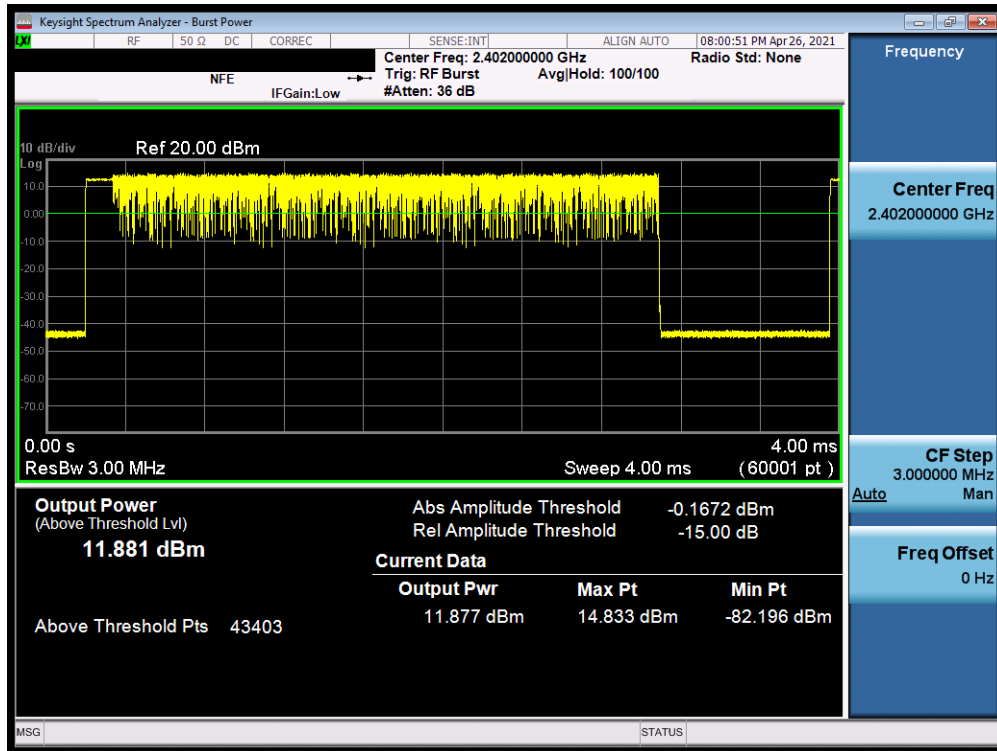 Keysight Spectrum Analyzer - Burst Power
LXI RF 50 Ω DC CORREC SENSE:INT ALIGN AUTO 08:00:51 PM Apr 26, 2021
Center Freq: 2.402000000 GHz Radio Std: None
NFE Trig: RF Burst Avg|Hold: 100/100
IFGain:Low #Atten: 36 dB
10 dB/div Ref 20.00 dBm
Log
10.0
0.00
-10.0
-20.0
-30.0
-40.0
-50.0
-60.0
-70.0
0.00 s 4.00 ms
ResBw 3.00 MHz Sweep 4.00 ms (60001 pt)
Output Power
(Above Threshold Lvl)
11.881 dBm
Above Threshold Pts 43403
Abs Amplitude Threshold -0.1672 dBm
Rel Amplitude Threshold -15.00 dB
Current Data
Output Pwr Max Pt Min Pt
11.877 dBm 14.833 dBm -82.196 dBm
Frequency
Center Freq
2.402000000 GHz
CF Step
3.000000 MHz
Auto Man
Freq Offset
0 Hz
MSG STATUS